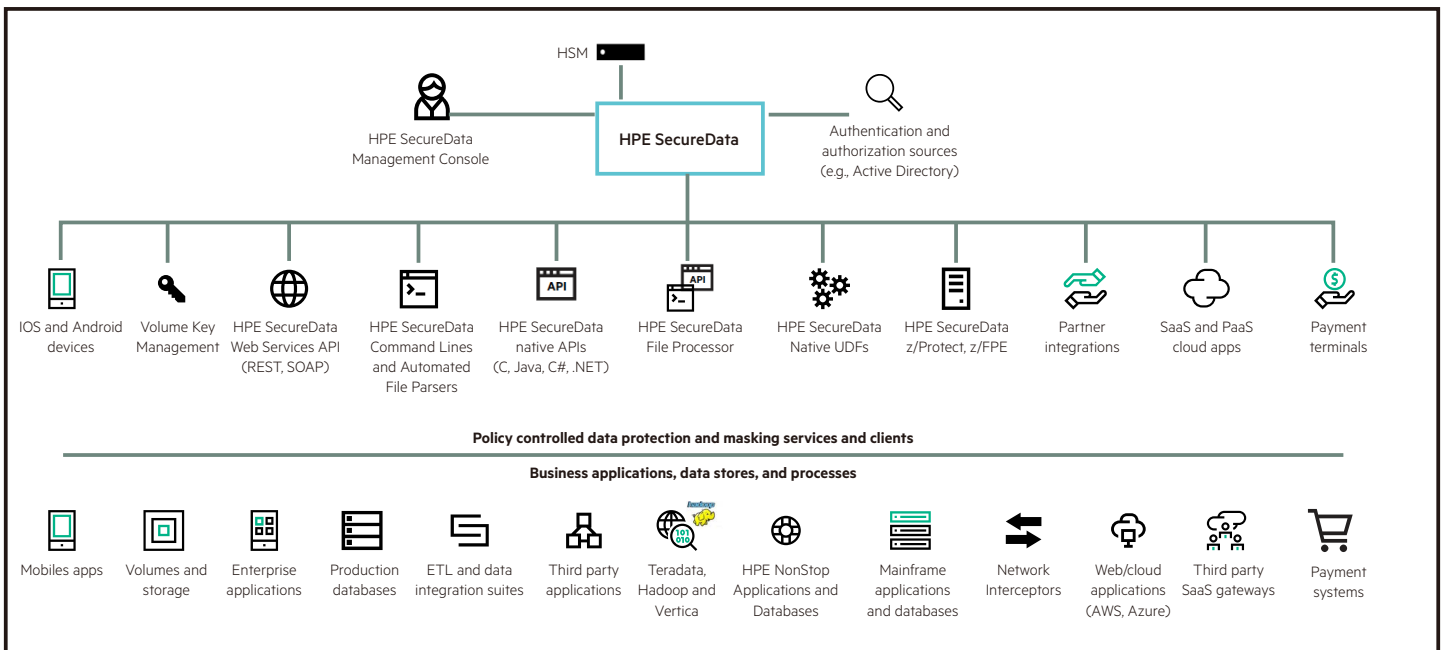 HSM
HPE SecureData
Management Console
HPE SecureData
Authentication and
authorization sources
(e.g., Active Directory)
IOS and Android
devices
Volume Key
Management
HPE SecureData
Web Services API
(REST, SOAP)
HPE SecureData
Command Lines
and Automated
File Parsers
API
HPE SecureData
native APIs
(C, Java, C#, .NET)
API
HPE SecureData
File Processor
HPE SecureData
Native UDFs
HPE SecureData
z/Protect, z/FPE
Partner
integrations
SaaS and PaaS
cloud apps
$
Payment
terminals
Policy controlled data protection and masking services and clients
Business applications, data stores, and processes
Mobiles apps
Volumes and
storage
Enterprise
applications
Production
databases
ETL and data
integration suites
Third party
applications
101
010
Teradata,
Hadoop and
Vertica
HPE NonStop
Applications and
Databases
Mainframe
applications
and databases
Network
Interceptors
Web/cloud
applications
(AWS, Azure)
Third party
SaaS gateways
Payment
systems